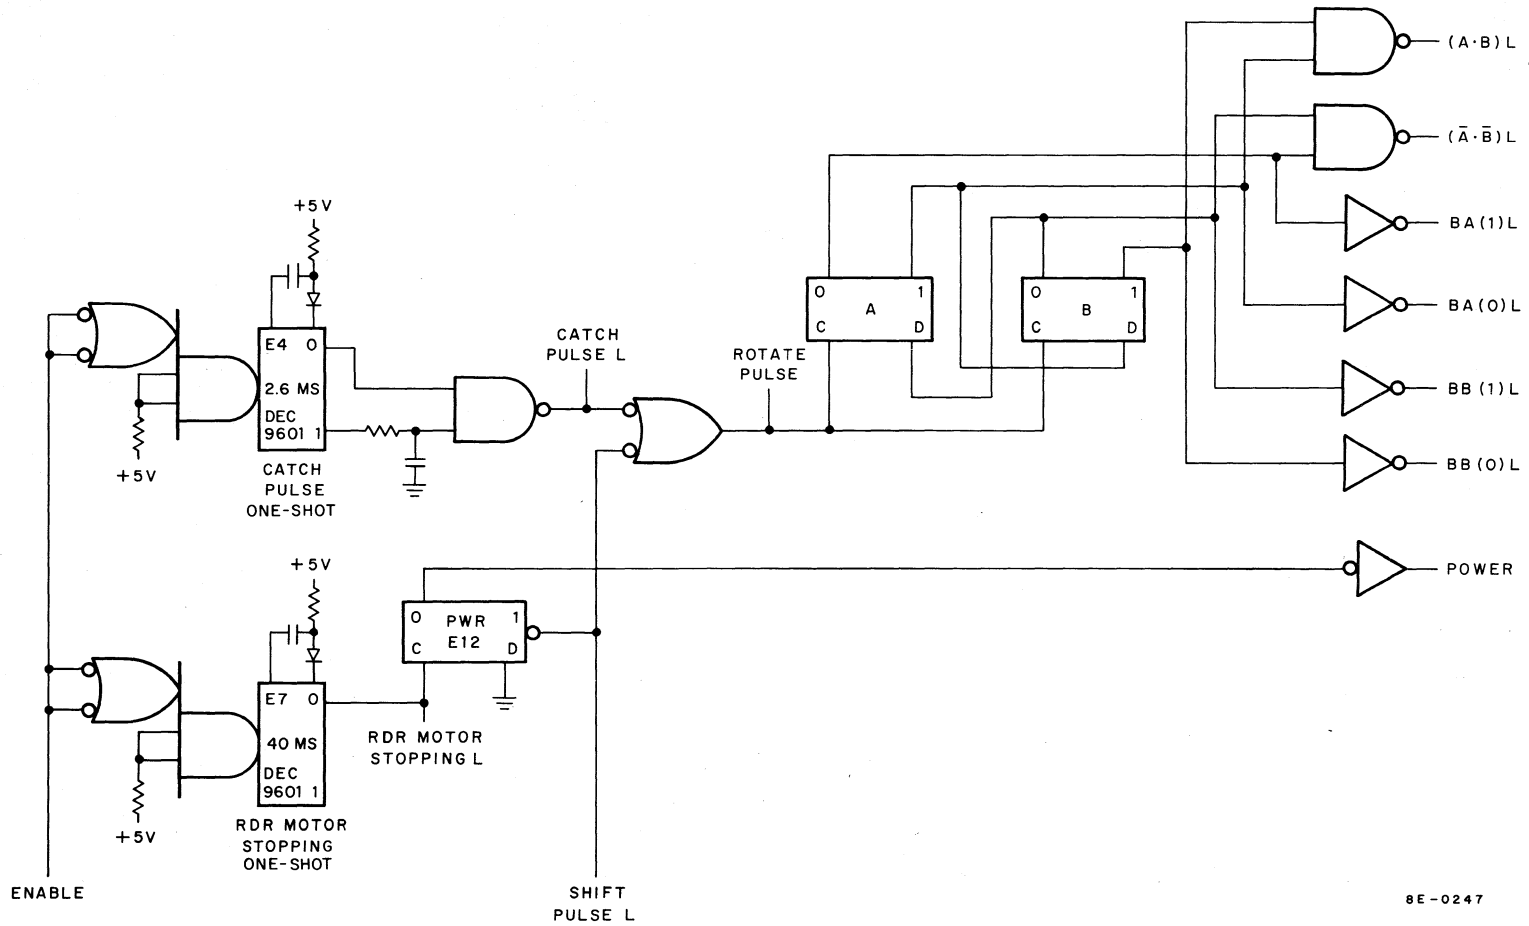 (A·B) L
(A̅·B̅) L
BA (1) L
BA (0) L
BB (1) L
BB (0) L
POWER
+5V
E4 0
2.6 MS
DEC
9601 1
CATCH
PULSE
ONE-SHOT
+5V
CATCH
PULSE L
ROTATE
PULSE
0 1
A
C D
0 1
B
C D
+5V
E7 0
40 MS
DEC
9601 1
RDR MOTOR
STOPPING
ONE-SHOT
+5V
0 PWR 1
E12
C D
RDR MOTOR
STOPPING L
ENABLE
SHIFT
PULSE L
8E-0247